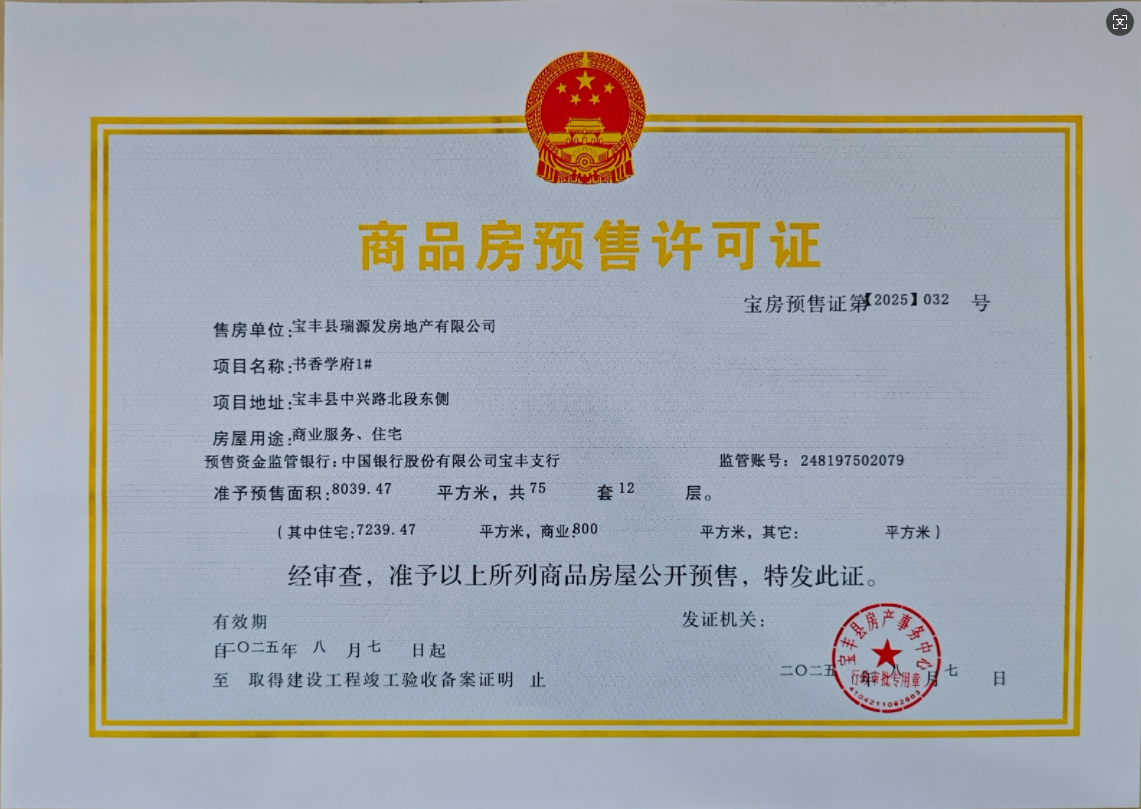 商品房预售许可证
宝房预售证第【2025】032 号
售房单位:宝丰县瑞源发房地产有限公司
项目名称:书香学府1#
项目地址:宝丰县中兴路北段东侧
房屋用途:商业服务、住宅
预售资金监管银行:中国银行股份有限公司宝丰支行 监管账号: 248197502079
准予预售面积:8039.47 平方米，共75 套12 层。
(其中住宅:7239.47 平方米，商业:800 平方米，其它: 平方米)
经审查，准予以上所列商品房屋公开预售，特发此证。
有效期 发证机关:
自二〇二五年 八 月七 日起
至 取得建设工程竣工验收备案证明 止
二〇二五 年 八 月 七 日
宝丰县房产事务中心
行政审批专用章